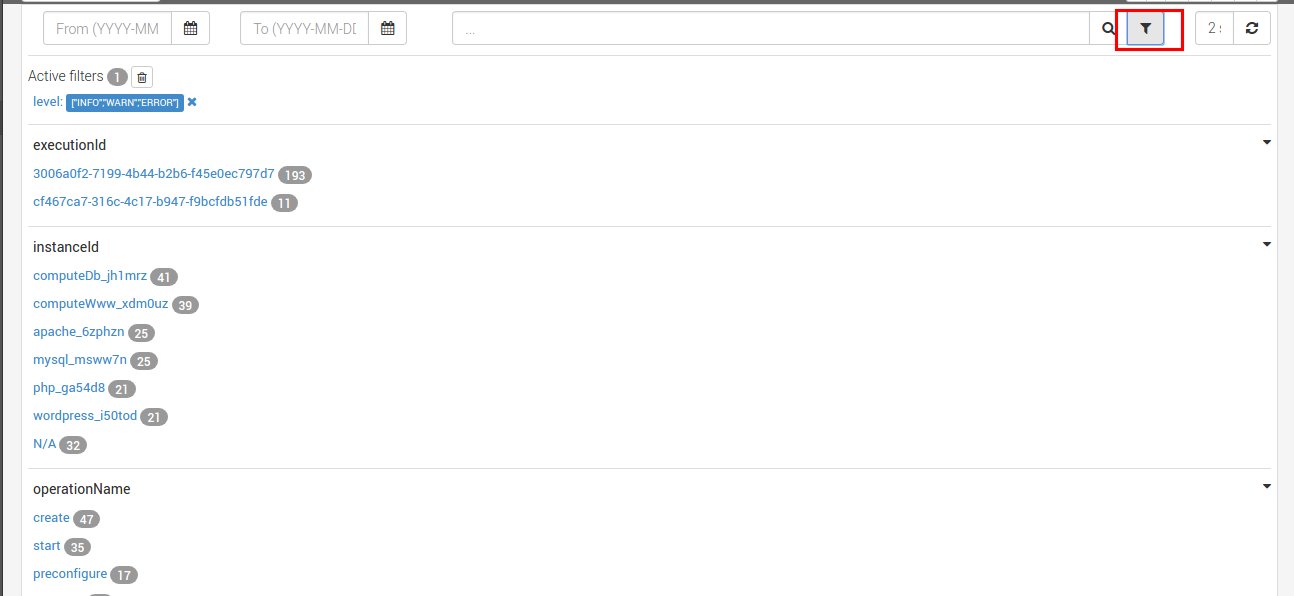 From (YYYY-MM To (YYYY-MM-DD ... 2 s
Active filters 1
level: ["INFO","WARN","ERROR"]
executionId
3006a0f2-7199-4b44-b2b6-f45e0ec797d7 193
cf467ca7-316c-4c17-b947-f9bcfdb51fde 11
instanceId
computeDb_jh1mrz 41
computeWww_xdm0uz 39
apache_6zphzn 25
mysql_msww7n 25
php_ga54d8 21
wordpress_i50tod 21
N/A 32
operationName
create 47
start 35
preconfigure 17